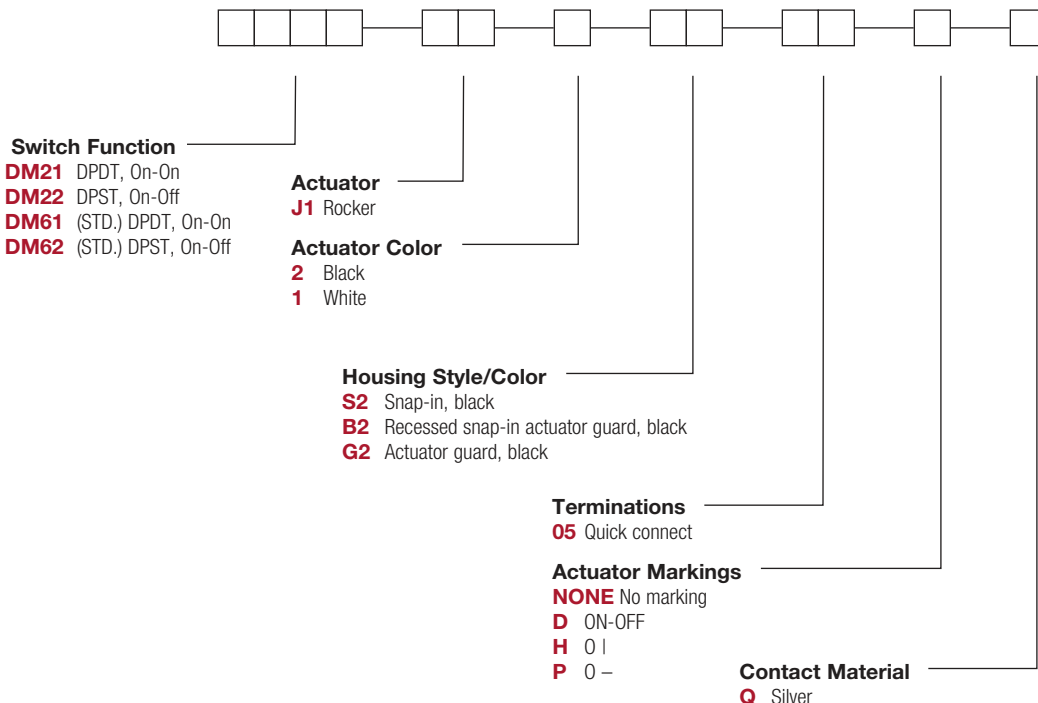 Switch Function
DM21 DPDT, On-On
DM22 DPST, On-Off
DM61 (STD.) DPDT, On-On
DM62 (STD.) DPST, On-Off
Actuator
J1 Rocker
Actuator Color
2 Black
1 White
Housing Style/Color
S2 Snap-in, black
B2 Recessed snap-in actuator guard, black
G2 Actuator guard, black
Terminations
05 Quick connect
Actuator Markings
NONE No marking
D ON-OFF
H O |
P O –
Contact Material
Q Silver